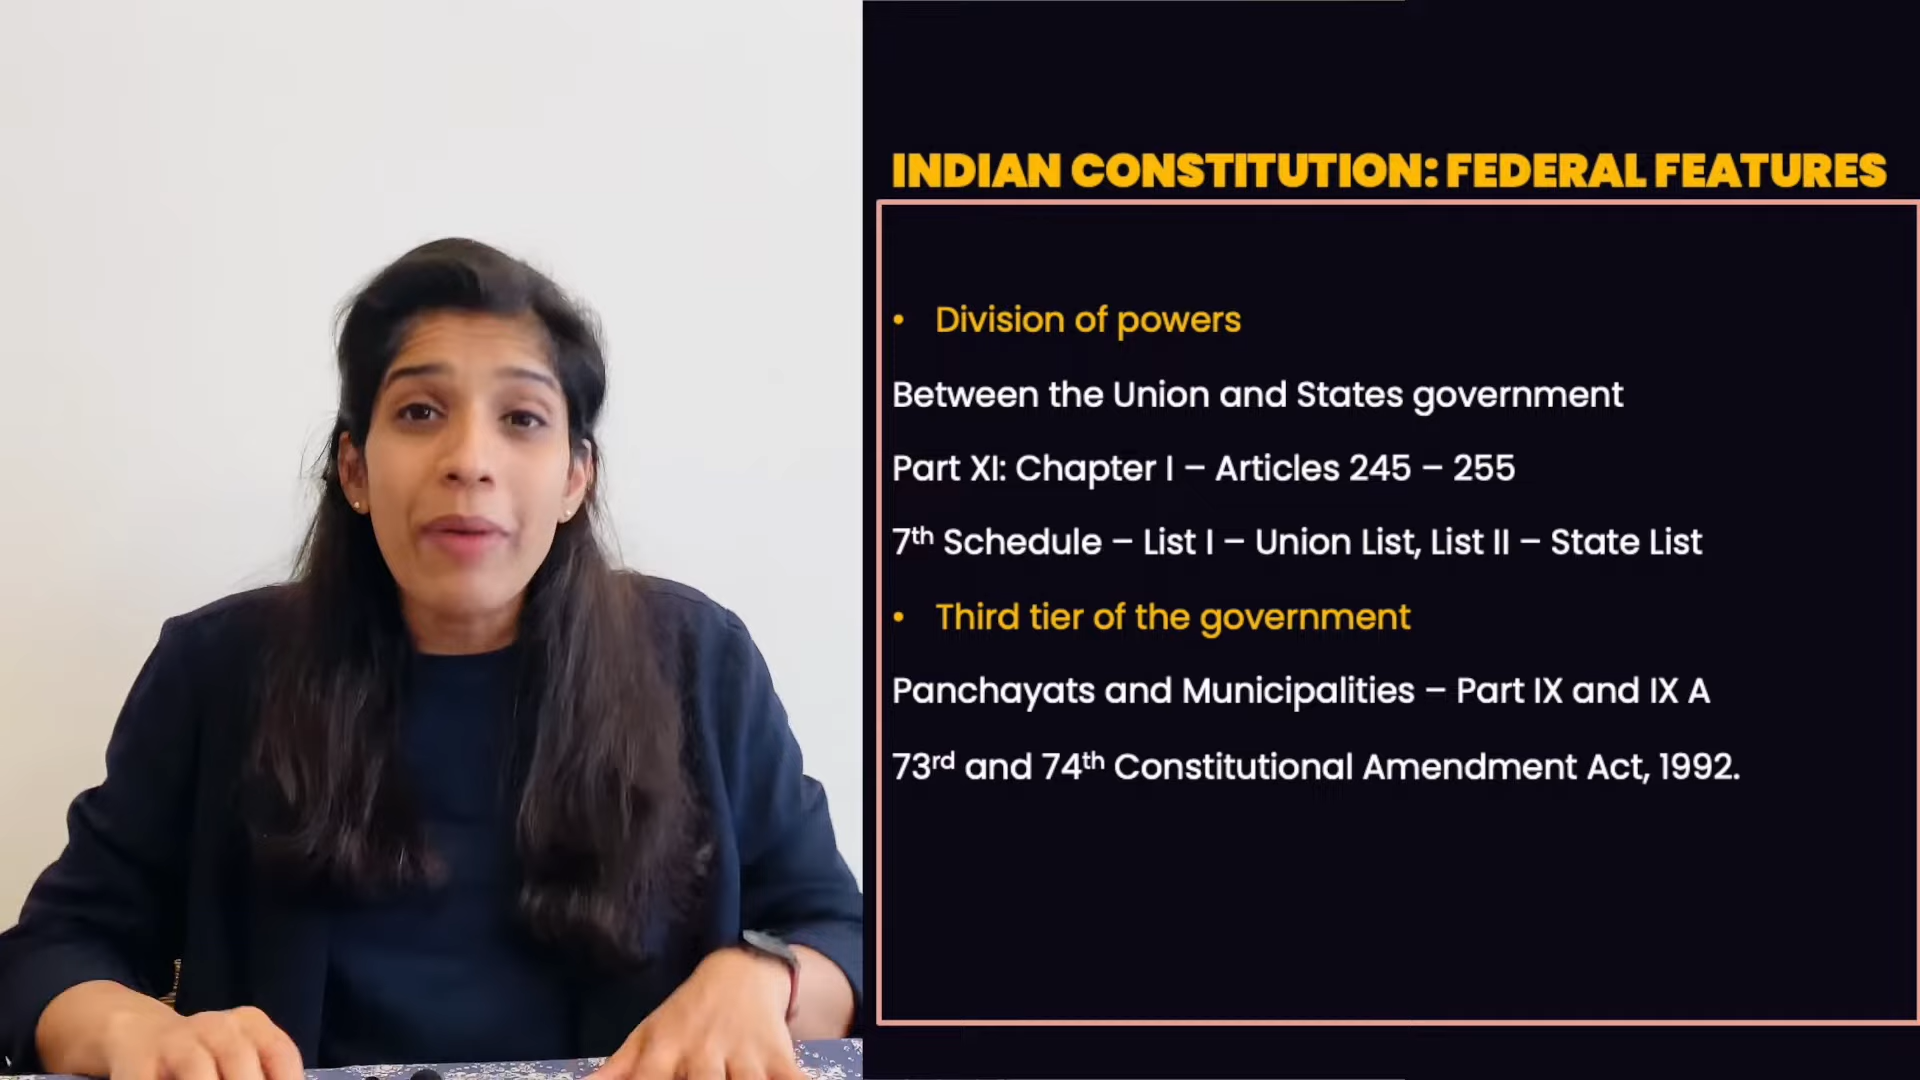 INDIAN CONSTITUTION: FEDERAL FEATURES
• Division of powers
Between the Union and States government
Part XI: Chapter I – Articles 245 – 255
7th Schedule – List I – Union List, List II – State List
• Third tier of the government
Panchayats and Municipalities – Part IX and IX A
73rd and 74th Constitutional Amendment Act, 1992.